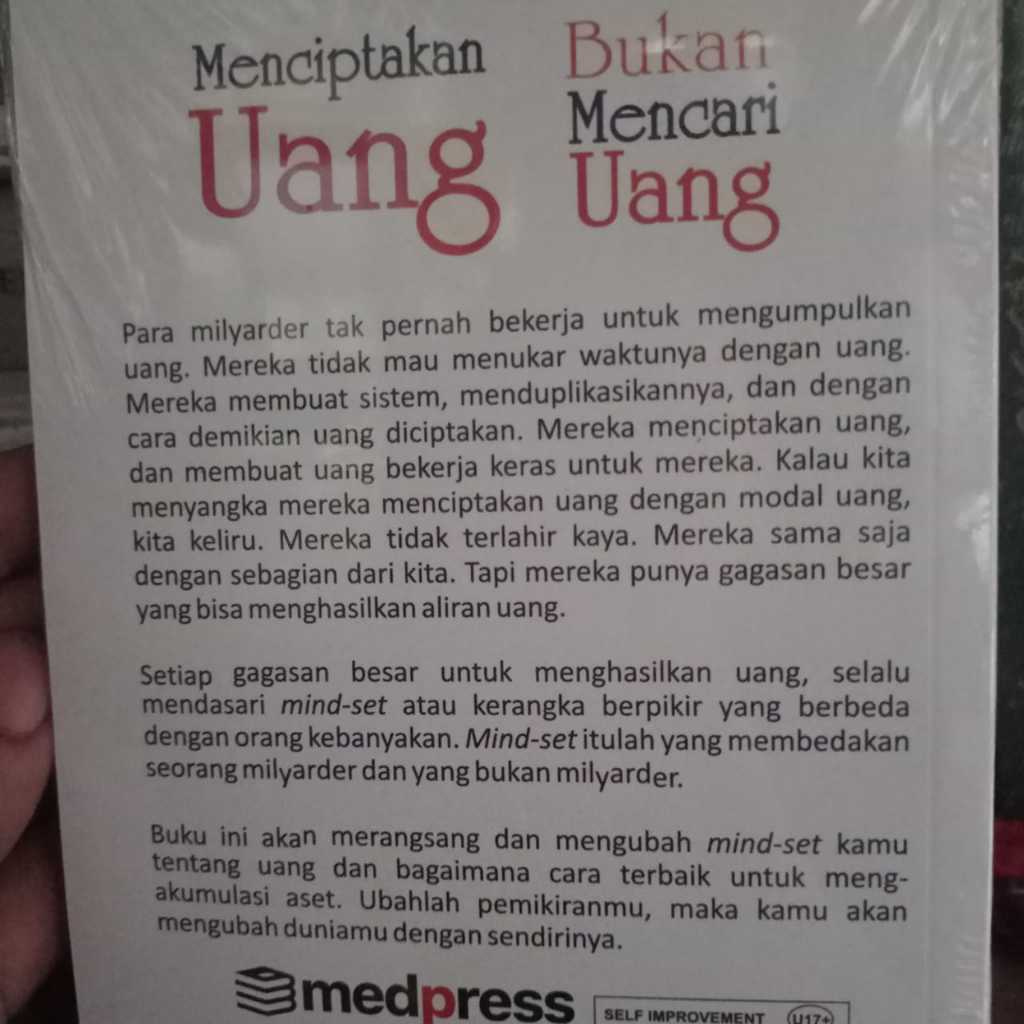 Menciptakan
Uang
Bukan
Mencari
Uang
Para milyarder tak pernah bekerja untuk mengumpulkan
uang. Mereka tidak mau menukar waktunya dengan uang.
Mereka membuat sistem, menduplikasikannya, dan dengan
cara demikian uang diciptakan. Mereka menciptakan uang,
dan membuat uang bekerja keras untuk mereka. Kalau kita
menyangka mereka menciptakan uang dengan modal uang,
kita keliru. Mereka tidak terlahir kaya. Mereka sama saja
dengan sebagian dari kita. Tapi mereka punya gagasan besar
yang bisa menghasilkan aliran uang.
Setiap gagasan besar untuk menghasilkan uang, selalu
mendasari mind-set atau kerangka berpikir yang berbeda
dengan orang kebanyakan. Mind-set itulah yang membedakan
seorang milyarder dan yang bukan milyarder.
Buku ini akan merangsang dan mengubah mind-set kamu
tentang uang dan bagaimana cara terbaik untuk meng-
akumulasi aset. Ubahlah pemikiranmu, maka kamu akan
mengubah duniamu dengan sendirinya.
medpress
SELF IMPROVEMENT U17+